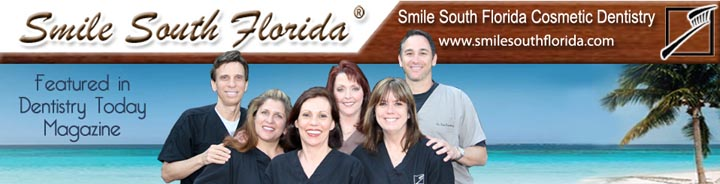 Smile South Florida®
Smile South Florida Cosmetic Dentistry
www.smilesouthflorida.com
Featured in
Dentistry Today
Magazine